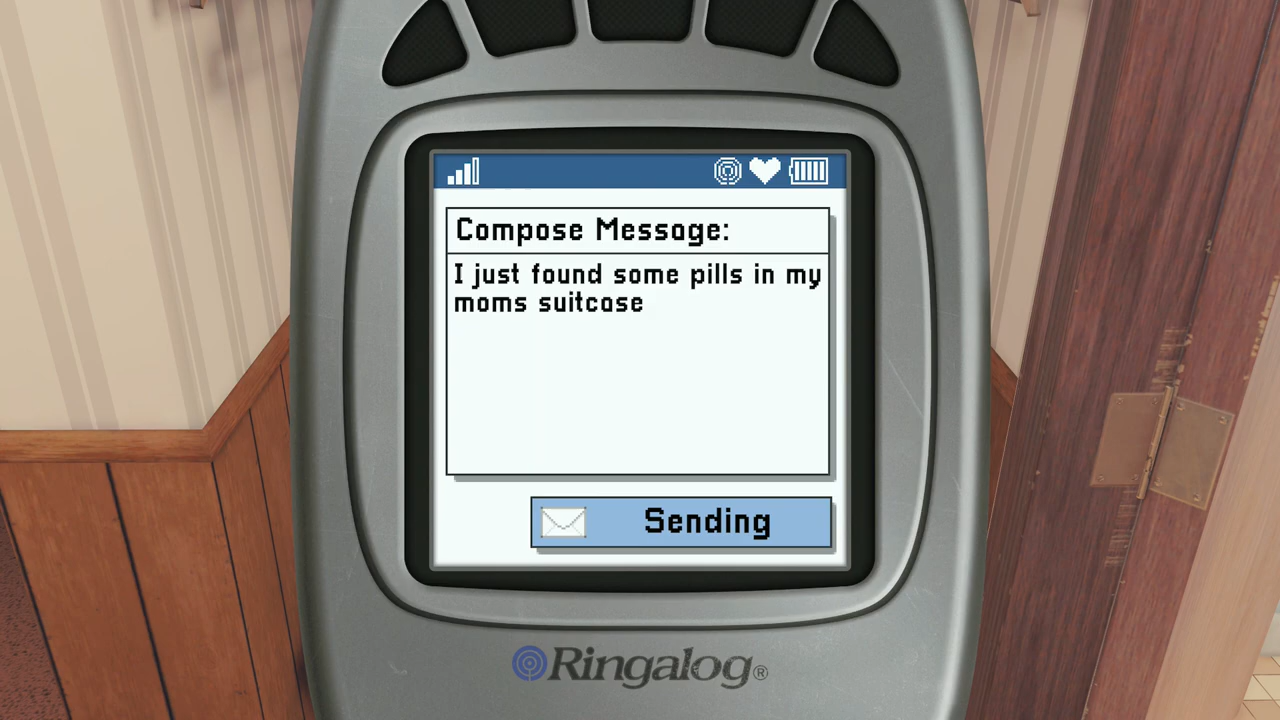 Compose Message:
I just found some pills in my
moms suitcase
Sending
Ringalog®